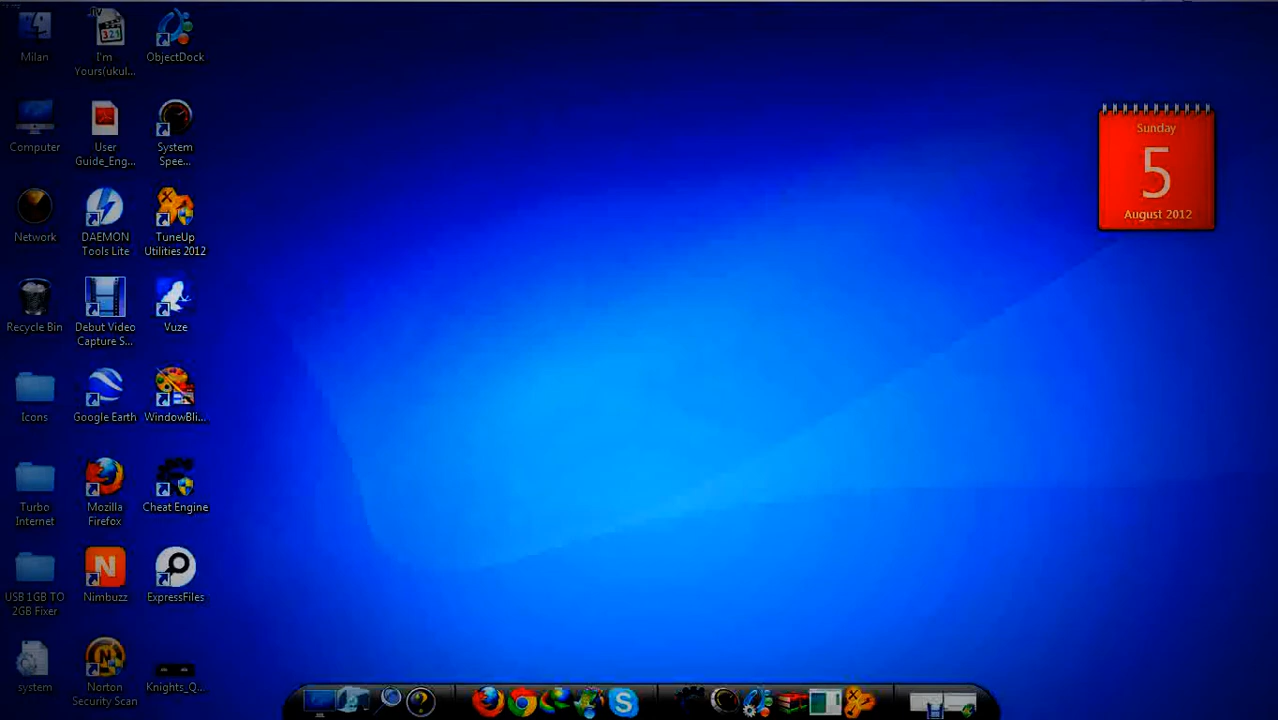 Milan
I'm
Yours(ukul...
ObjectDock
Computer
User
Guide_Eng...
System
Spee...
Network
DAEMON
Tools Lite
TuneUp
Utilities 2012
Recycle Bin
Debut Video
Capture S...
Vuze
Icons
Google Earth
WindowBli...
Turbo
Internet
Mozilla
Firefox
Cheat Engine
USB 1GB TO
2GB Fixer
Nimbuzz
ExpressFiles
system
Norton
Security Scan
Knights_Q...
Sunday
5
August 2012